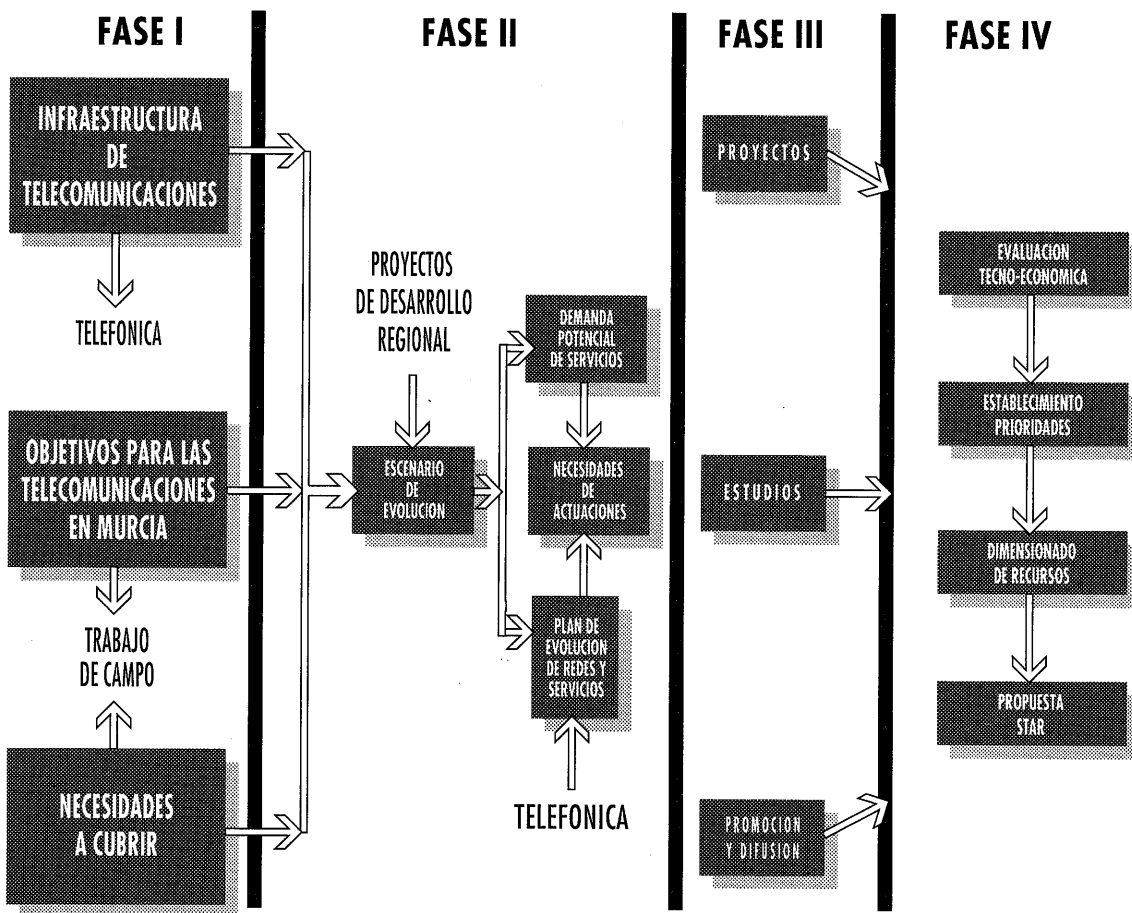 FASE I
INFRAESTRUCTURA
DE
TELECOMUNICACIONES
TELEFONICA
OBJETIVOS PARA LAS
TELECOMUNICACIONES
EN MURCIA
TRABAJO
DE CAMPO
NECESIDADES
A CUBRIR
FASE II
PROYECTOS
DE DESARROLLO
REGIONAL
ESCENARIO
DE
EVOLUCION
DEMANDA
POTENCIAL
DE SERVICIOS
NECESIDADES
DE
ACTUACIONES
PLAN DE
EVOLUCION
DE REDES Y
SERVICIOS
TELEFONICA
FASE III
PROYECTOS
ESTUDIOS
PROMOCION
Y DIFUSION
FASE IV
EVALUACION
TECNO-ECONOMICA
ESTABLECIMIENTO
PRIORIDADES
DIMENSIONADO
DE RECURSOS
PROPUESTA
STAR